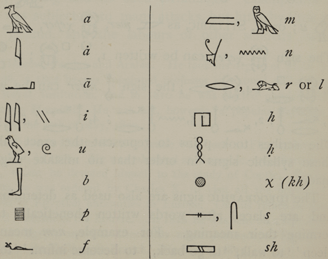 𓄿 a
𓇋 ȧ
𓂝 ā
𓇌, 𓏭 i
𓅱, 𓏲 u
𓃀 b
𓊪 p
𓆑 f
𓐝, 𓅓 m
𓈖 n
𓂋, 𓃭 r or l
𓉔 h
𓎛 ḥ
𓐍 χ (kh)
𓊃, 𓋴 s
𓈙 sh